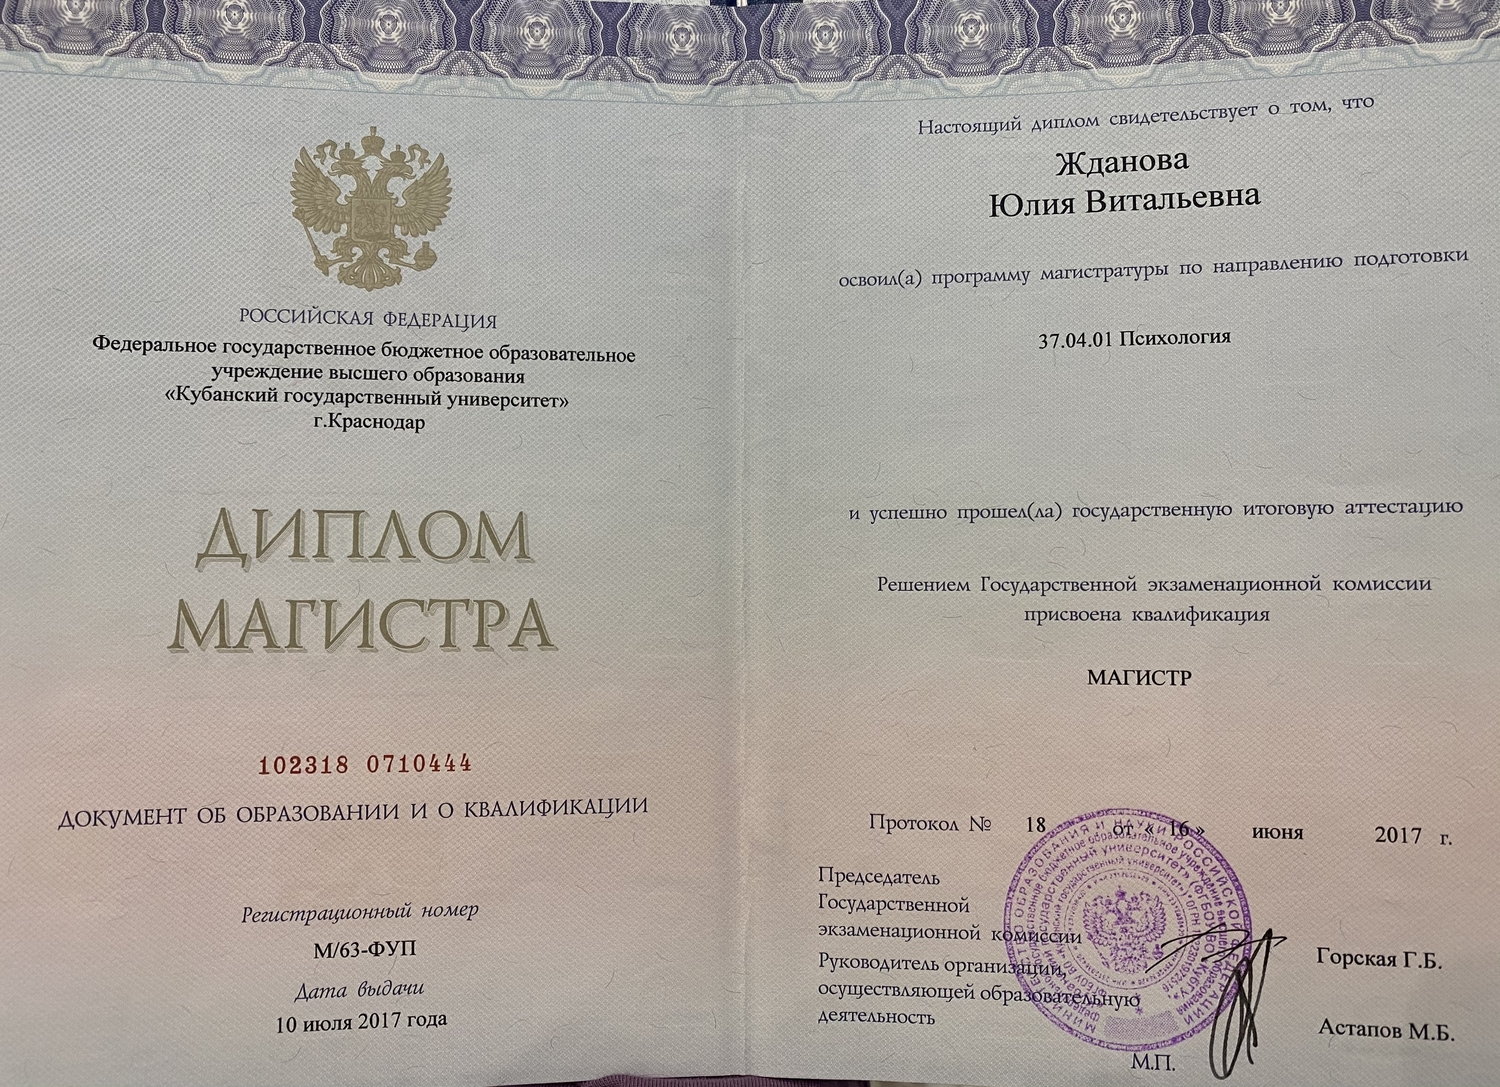 РОССИЙСКАЯ ФЕДЕРАЦИЯ
Федеральное государственное бюджетное образовательное
учреждение высшего образования
«Кубанский государственный университет»
г.Краснодар
ДИПЛОМ
МАГИСТРА
102318 0710444
ДОКУМЕНТ ОБ ОБРАЗОВАНИИ И О КВАЛИФИКАЦИИ
Регистрационный номер
М/63-ФУП
Дата выдачи
10 июля 2017 года
Настоящий диплом свидетельствует о том, что
Жданова
Юлия Витальевна
освоил(а) программу магистратуры по направлению подготовки
37.04.01 Психология
и успешно прошел(ла) государственную итоговую аттестацию
Решением Государственной экзаменационной комиссии
присвоена квалификация
МАГИСТР
Протокол № 18 от « 16 » июня 2017 г.
Председатель
Государственной
экзаменационной комиссии
Горская Г.Б.
Руководитель организации,
осуществляющей образовательную
деятельность
Астапов М.Б.
М.П.